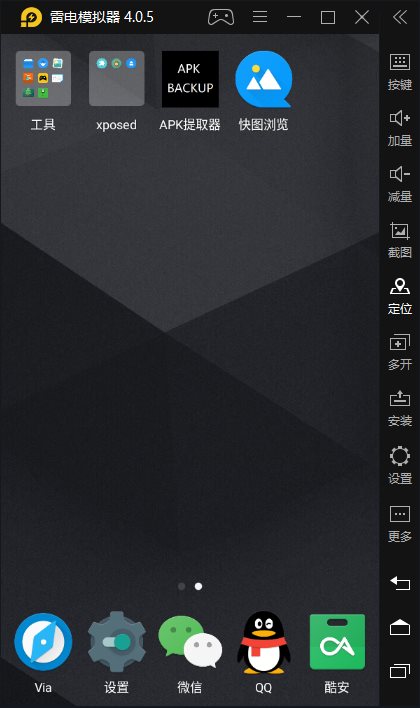 雷电模拟器 4.0.5
APK
BACKUP
工具
xposed
APK提取器
快图浏览
按键
加量
减量
截图
定位
多开
安装
设置
更多
Via
设置
微信
QQ
酷安